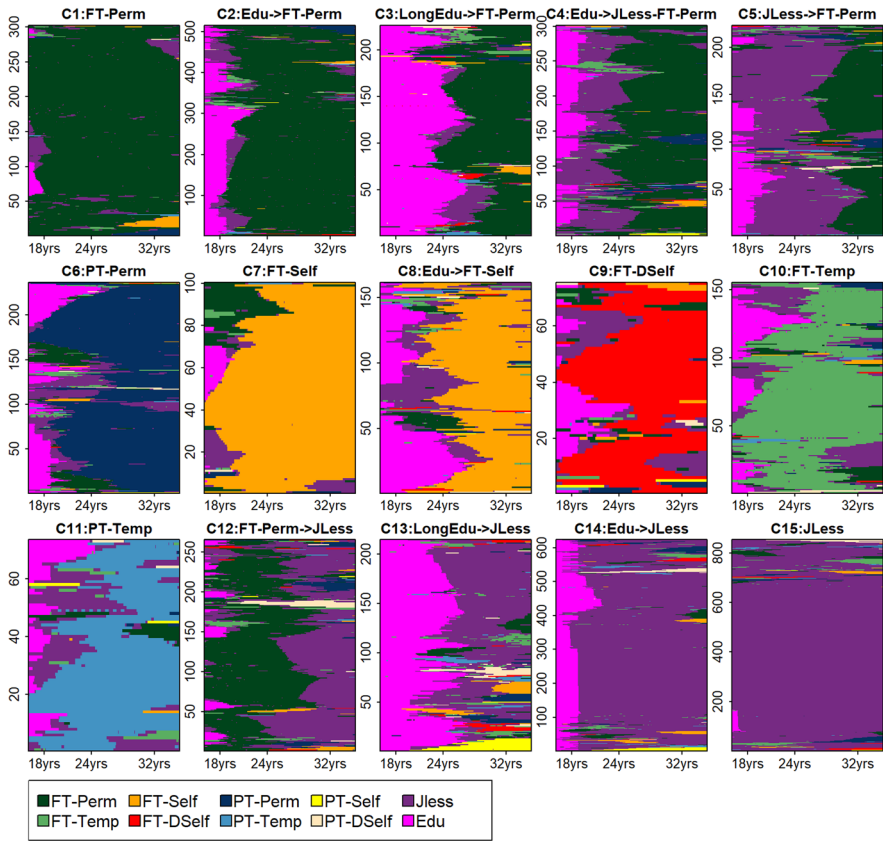 C1:FT-Perm
C2:Edu->FT-Perm
C3:LongEdu->FT-Perm
C4:Edu->JLess-FT-Perm
C5:JLess->FT-Perm
300
250
200
150
100
50
18yrs 24yrs 32yrs
500
400
300
200
100
18yrs 24yrs 32yrs
200
150
100
50
18yrs 24yrs 32yrs
300
250
200
150
100
50
18yrs 24yrs 32yrs
200
150
100
50
18yrs 24yrs 32yrs
C6:PT-Perm
C7:FT-Self
C8:Edu->FT-Self
C9:FT-DSelf
C10:FT-Temp
200
150
100
50
18yrs 24yrs 32yrs
100
80
60
40
20
18yrs 24yrs 32yrs
150
100
50
18yrs 24yrs 32yrs
60
40
20
18yrs 24yrs 32yrs
150
100
50
18yrs 24yrs 32yrs
C11:PT-Temp
C12:FT-Perm->JLess
C13:LongEdu->JLess
C14:Edu->JLess
C15:JLess
60
40
20
18yrs 24yrs 32yrs
250
200
150
100
50
18yrs 24yrs 32yrs
200
150
100
50
18yrs 24yrs 32yrs
600
500
400
300
200
100
18yrs 24yrs 32yrs
800
600
400
200
18yrs 24yrs 32yrs
FT-Perm FT-Self PT-Perm PT-Self Jless
FT-Temp FT-DSelf PT-Temp PT-DSelf Edu